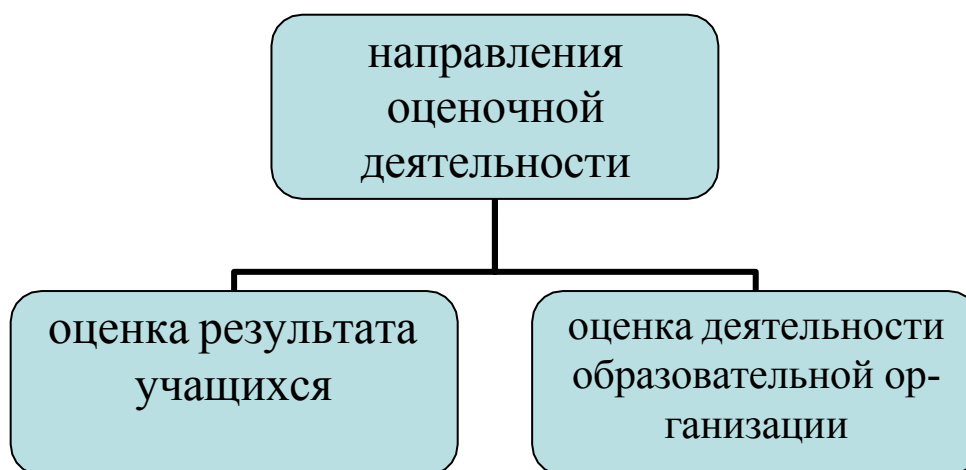 направления
оценочной
деятельности
оценка результата
учащихся
оценка деятельности
образовательной ор-
ганизации